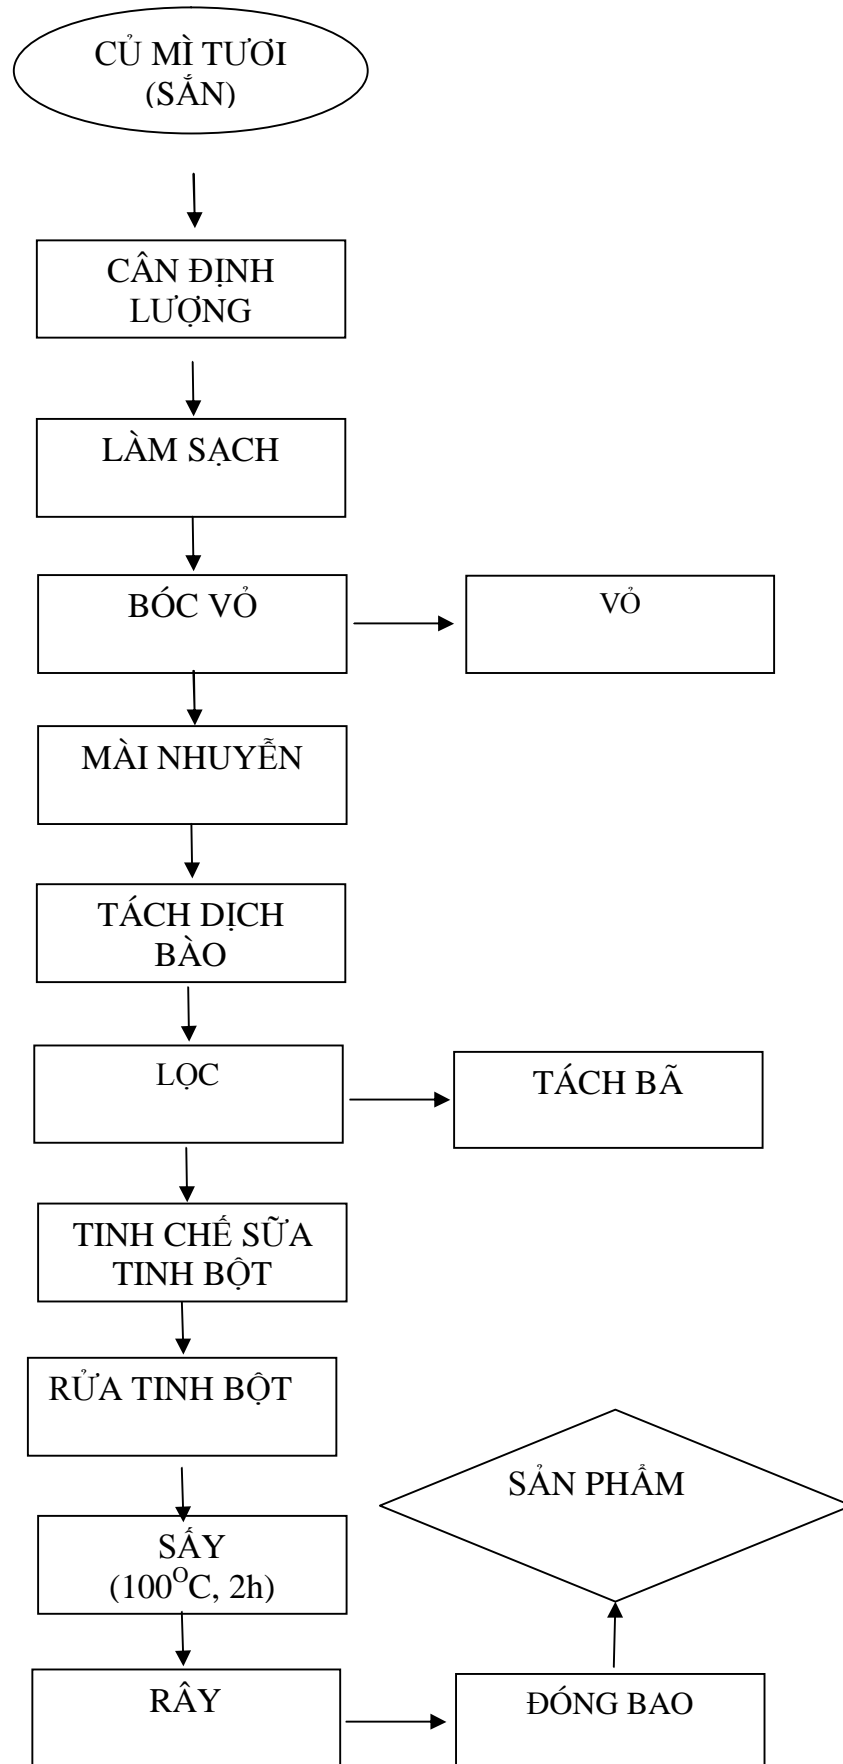 CỦ MÌ TƯƠI
(SẮN)
CÂN ĐỊNH
LƯỢNG
LÀM SẠCH
BÓC VỎ
VỎ
MÀI NHUYỄN
TÁCH DỊCH
BÀO
LỌC
TÁCH BÃ
TINH CHẾ SỮA
TINH BỘT
RỬA TINH BỘT
SẤY
(100°C, 2h)
RÂY
ĐÓNG BAO
SẢN PHẨM